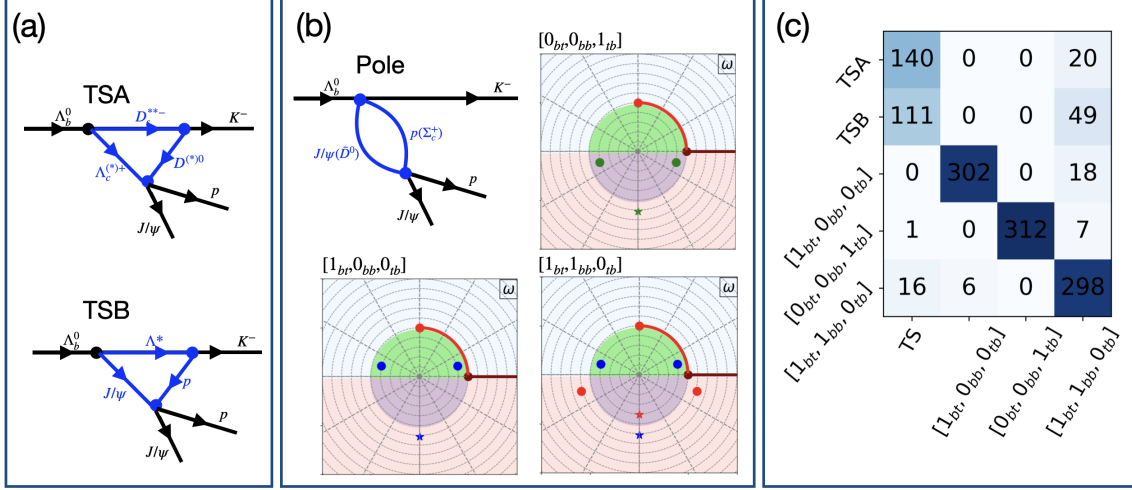 (a)
TSA
Λ_b^0
D_s^{**-}
K^-
Λ_c^{(*)+}
D^{(*)0}
p
J/ψ
TSB
Λ_b^0
Λ*
K^-
J/ψ
p
p
J/ψ
(b)
Pole
Λ_b^0
K^-
p(Σ_c^+)
J/ψ(D̄^0)
p
J/ψ
[0_{bt},0_{bb},1_{tb}]
ω
[1_{bt},0_{bb},0_{tb}]
ω
[1_{bt},1_{bb},0_{tb}]
ω
(c)
TSA 140 0 0 20
TSB 111 0 0 49
[1_{bt}, 0_{bb}, 0_{tb}] 0 302 0 18
[0_{bt}, 0_{bb}, 1_{tb}] 1 0 312 7
[1_{bt}, 1_{bb}, 0_{tb}] 16 6 0 298
TS
[1_{bt}, 0_{bb}, 0_{tb}]
[0_{bt}, 0_{bb}, 1_{tb}]
[1_{bt}, 1_{bb}, 0_{tb}]